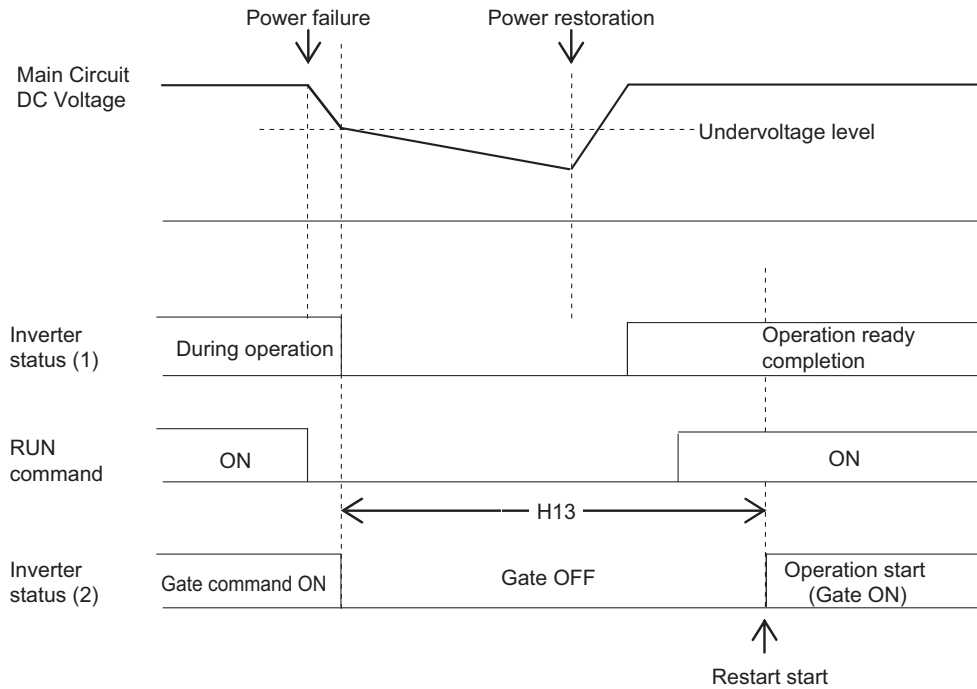 Power failure
Power restoration
Main Circuit
DC Voltage
Undervoltage level
Inverter
status (1)
During operation
Operation ready
completion
RUN
command
ON
ON
H13
Inverter
status (2)
Gate command ON
Gate OFF
Operation start
(Gate ON)
Restart start